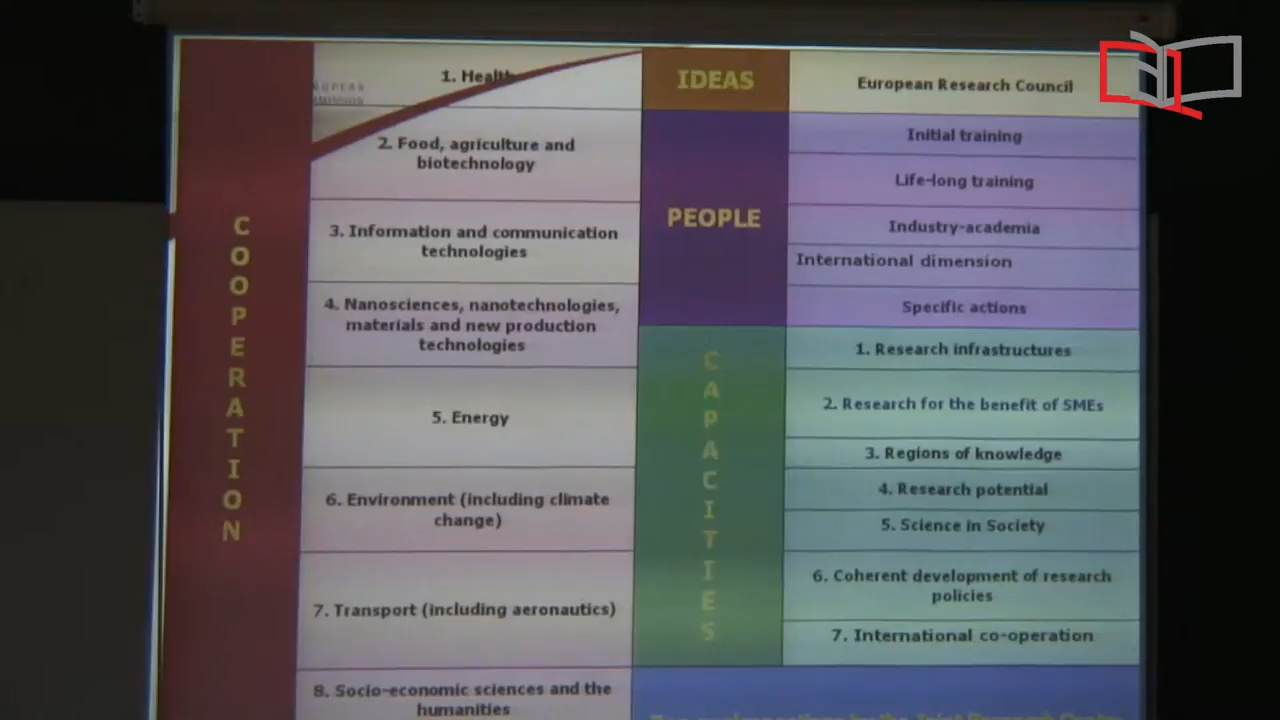 COOPERATION
1. Health
2. Food, agriculture and
biotechnology
3. Information and communication
technologies
4. Nanosciences, nanotechnologies,
materials and new production
technologies
5. Energy
6. Environment (including climate
change)
7. Transport (including aeronautics)
8. Socio-economic sciences and the
humanities
IDEAS
European Research Council
PEOPLE
Initial training
Life-long training
Industry-academia
International dimension
Specific actions
CAPACITIES
1. Research infrastructures
2. Research for the benefit of SMEs
3. Regions of knowledge
4. Research potential
5. Science in Society
6. Coherent development of research
policies
7. International co-operation